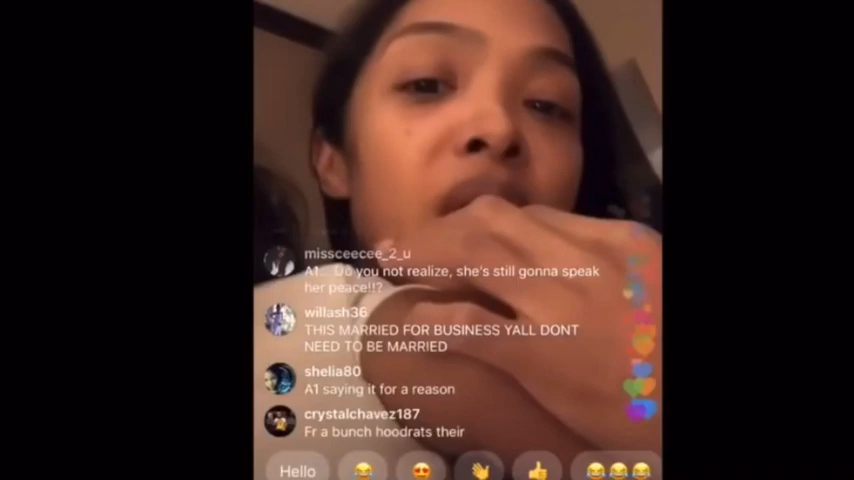 missceecee_2_u
A1... Do you not realize, she's still gonna speak
her peace!!?
willash36
THIS MARRIED FOR BUSINESS YALL DONT
NEED TO BE MARRIED
shelia80
A1 saying it for a reason
crystalchavez187
Fr a bunch hoodrats their
Hello